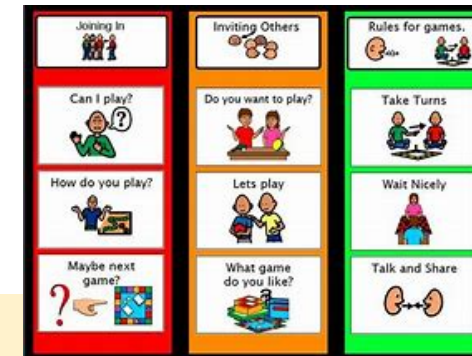 Joining In
Can I play?
How do you play?
Maybe next
game?
Inviting Others
Do you want to play?
Lets play
What game
do you like?
Rules for games.
Take Turns
Wait Nicely
Talk and Share